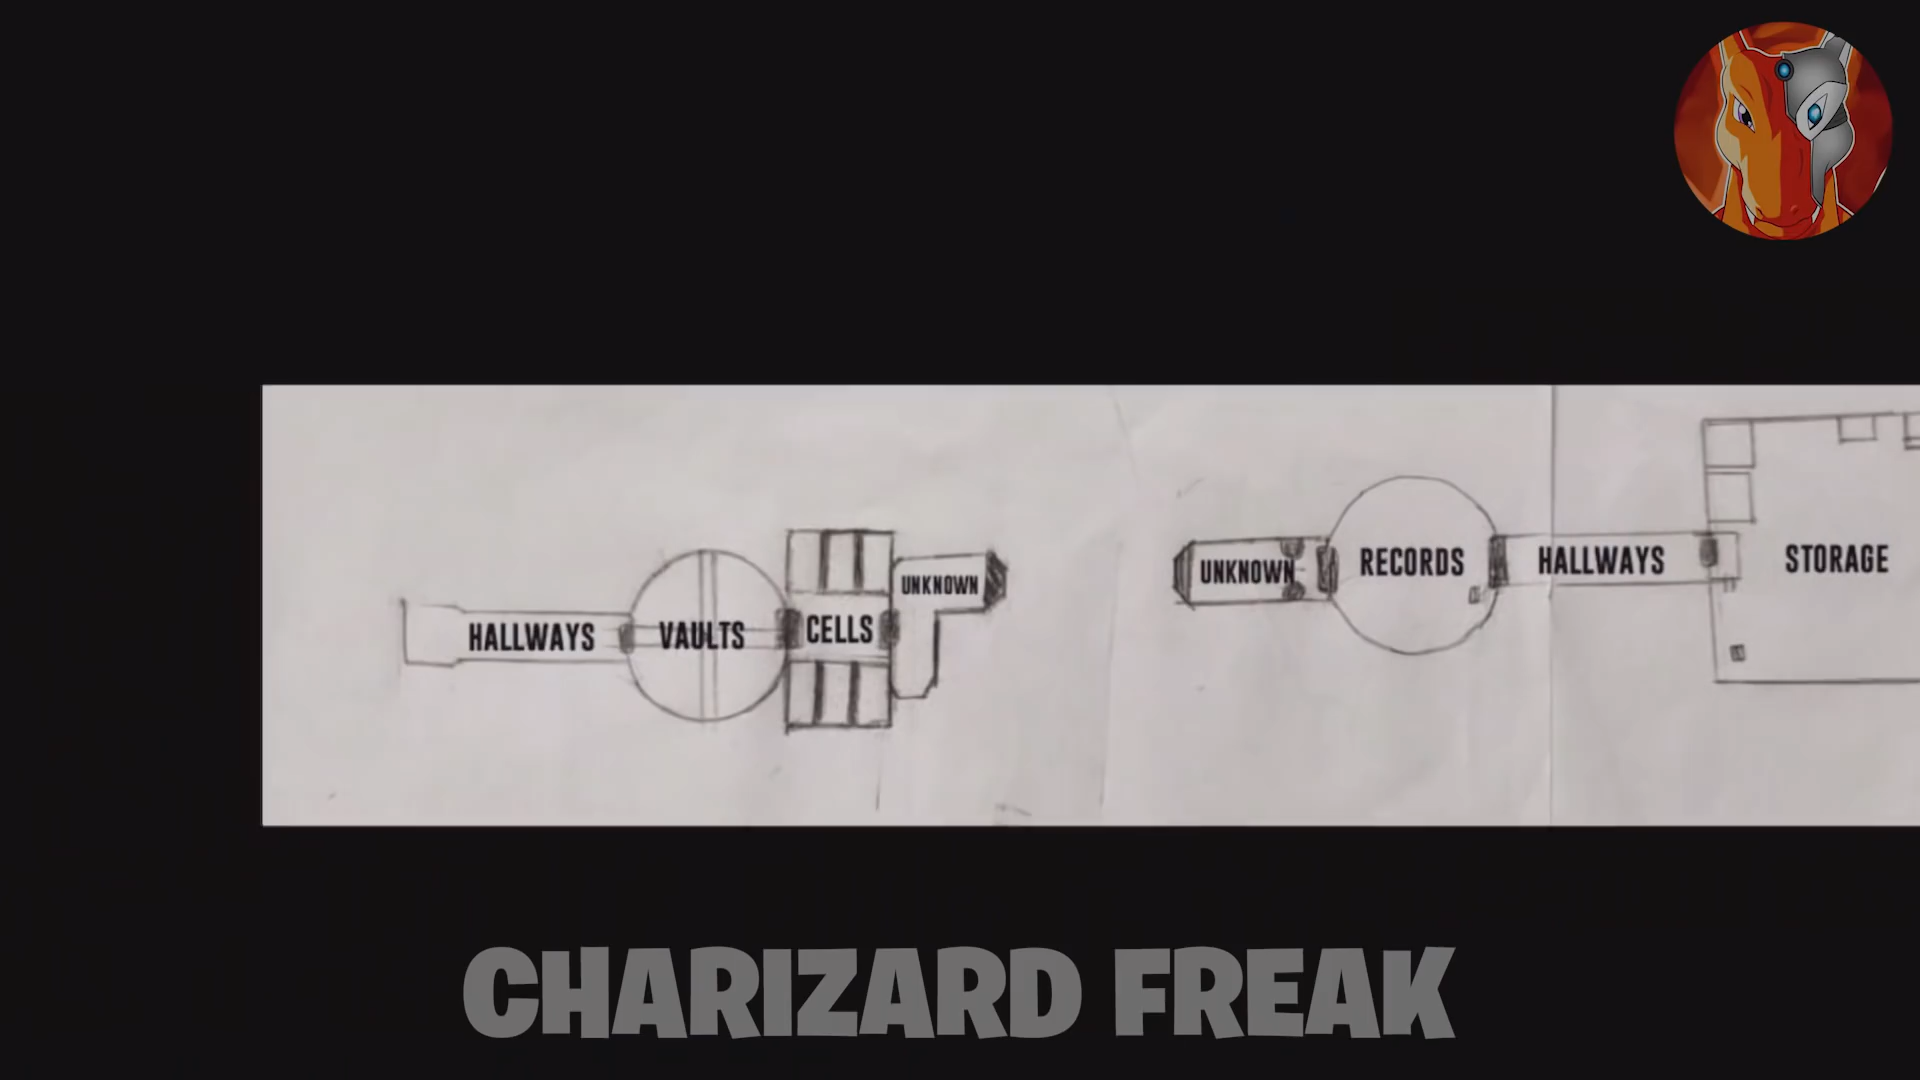 HALLWAYS
VAULTS
CELLS
UNKNOWN
UNKNOWN
RECORDS
HALLWAYS
STORAGE
CHARIZARD FREAK